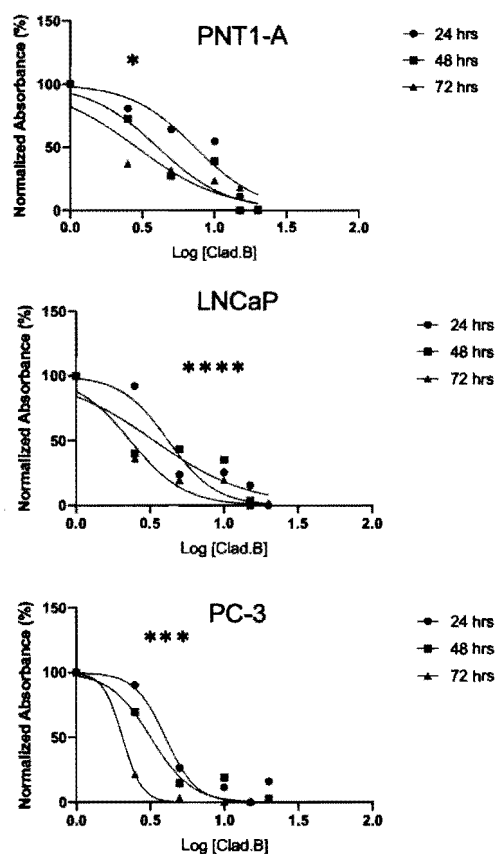 PNT1-A
*
Normalized Absorbance (%)
150
100
50
0
0.0 0.5 1.0 1.5 2.0
Log [Clad.B]
24 hrs
48 hrs
72 hrs
LNCaP
****
Normalized Absorbance (%)
150
100
50
0
0.0 0.5 1.0 1.5 2.0
Log [Clad.B]
24 hrs
48 hrs
72 hrs
PC-3
***
Normalized Absorbance (%)
150
100
50
0
0.0 0.5 1.0 1.5 2.0
Log [Clad.B]
24 hrs
48 hrs
72 hrs